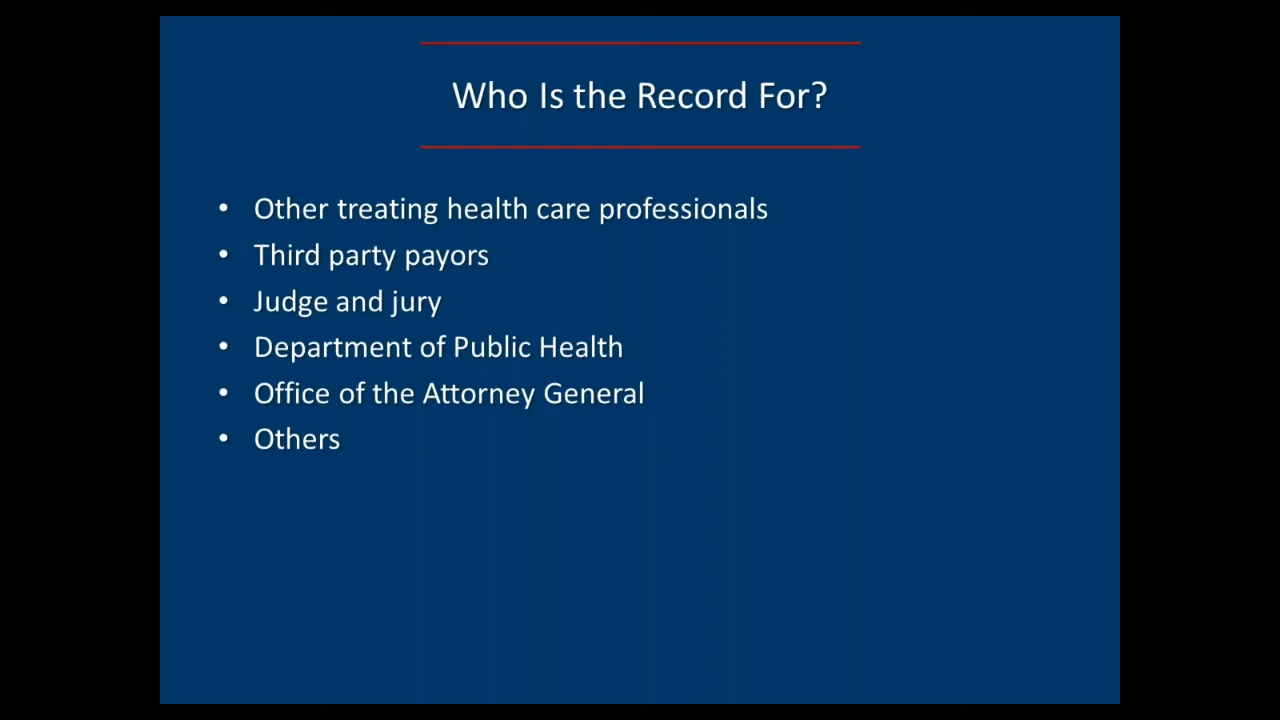 Who Is the Record For?
• Other treating health care professionals
• Third party payors
• Judge and jury
• Department of Public Health
• Office of the Attorney General
• Others